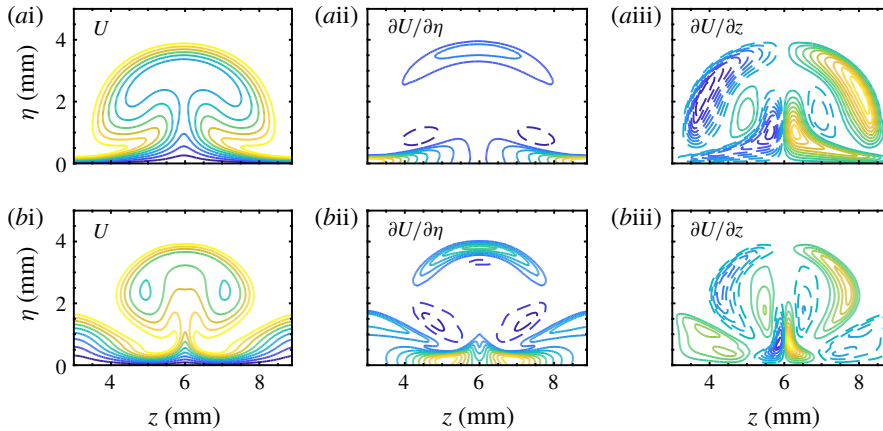 (ai) U (aii) ∂U/∂η (aiii) ∂U/∂z
η (mm) 4 2 0
(bi) U (bii) ∂U/∂η (biii) ∂U/∂z
η (mm) 4 2 0
4 6 8 4 6 8 4 6 8
z (mm) z (mm) z (mm)